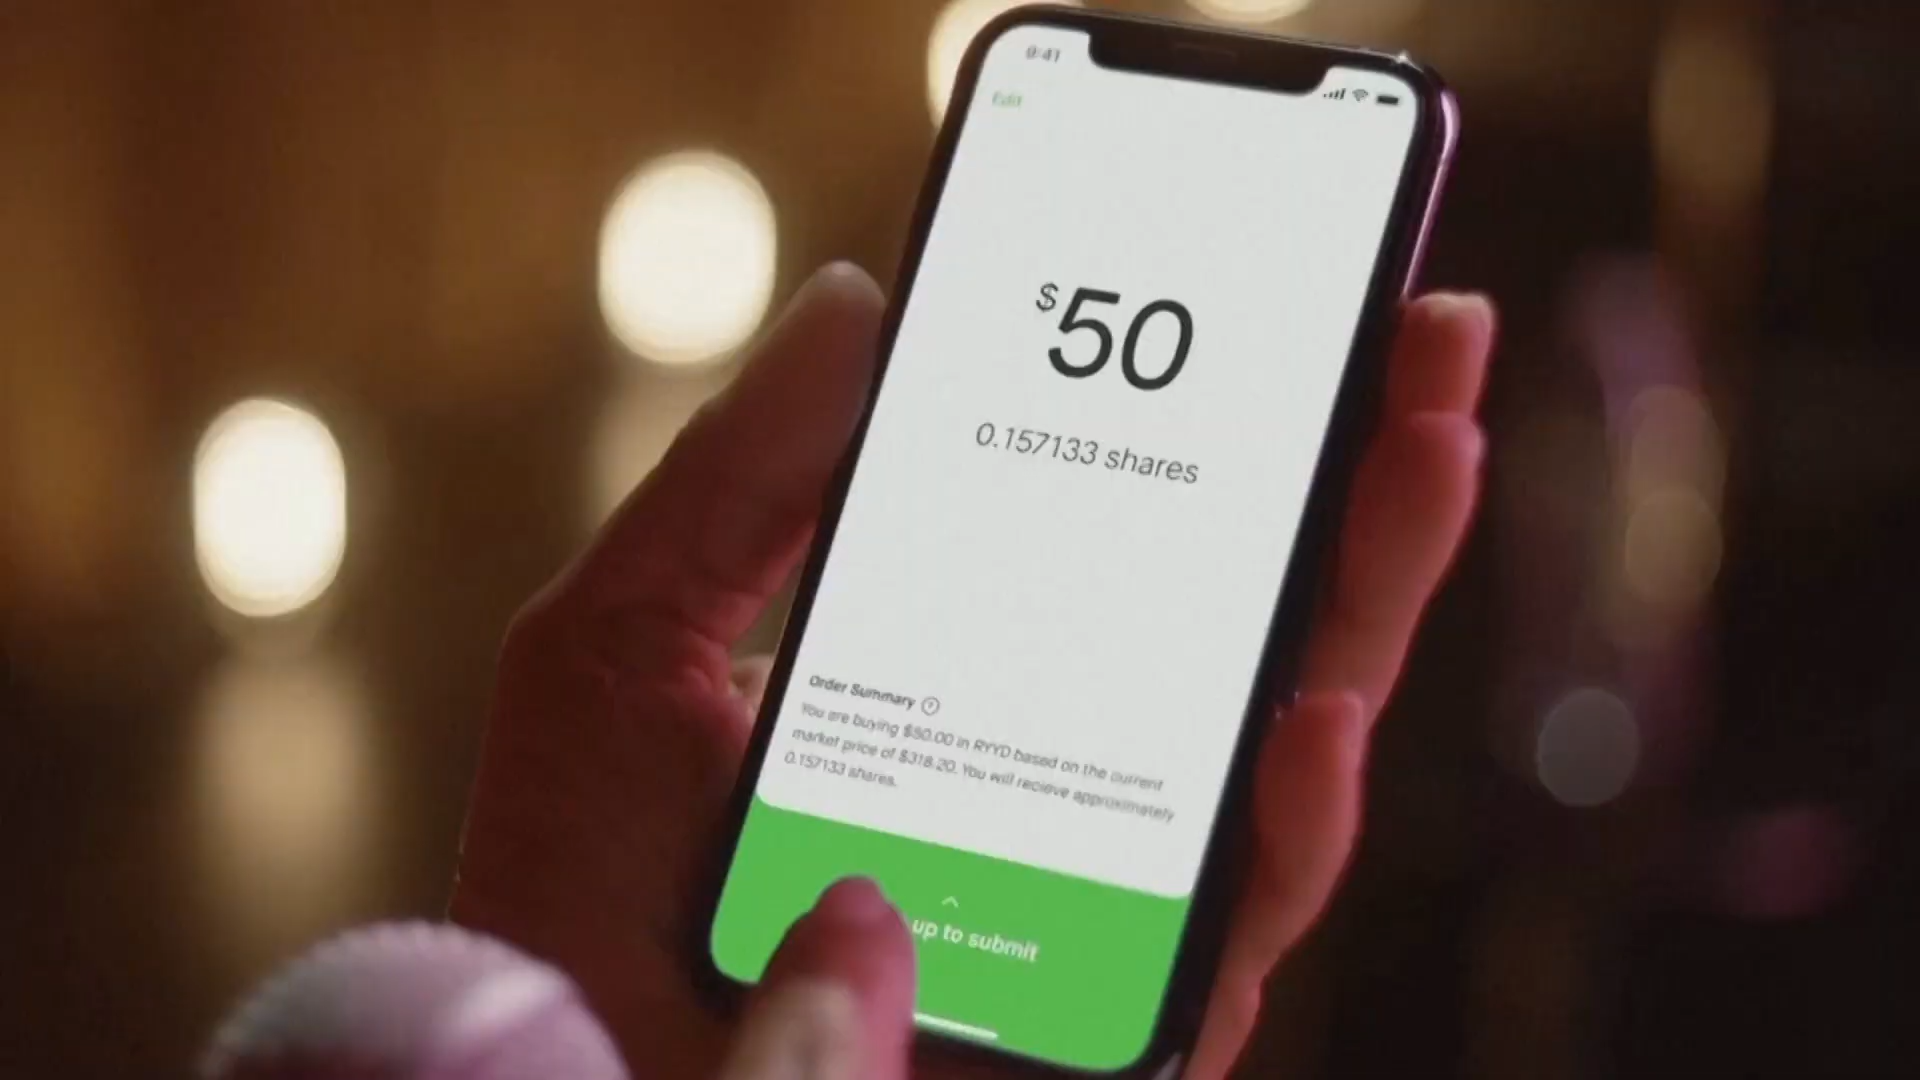 9:41
Edit
$50
0.157133 shares
Order Summary ?
You are buying $50.00 in RYYD based on the current
market price of $318.20. You will recieve approximately
0.157133 shares.
up to submit